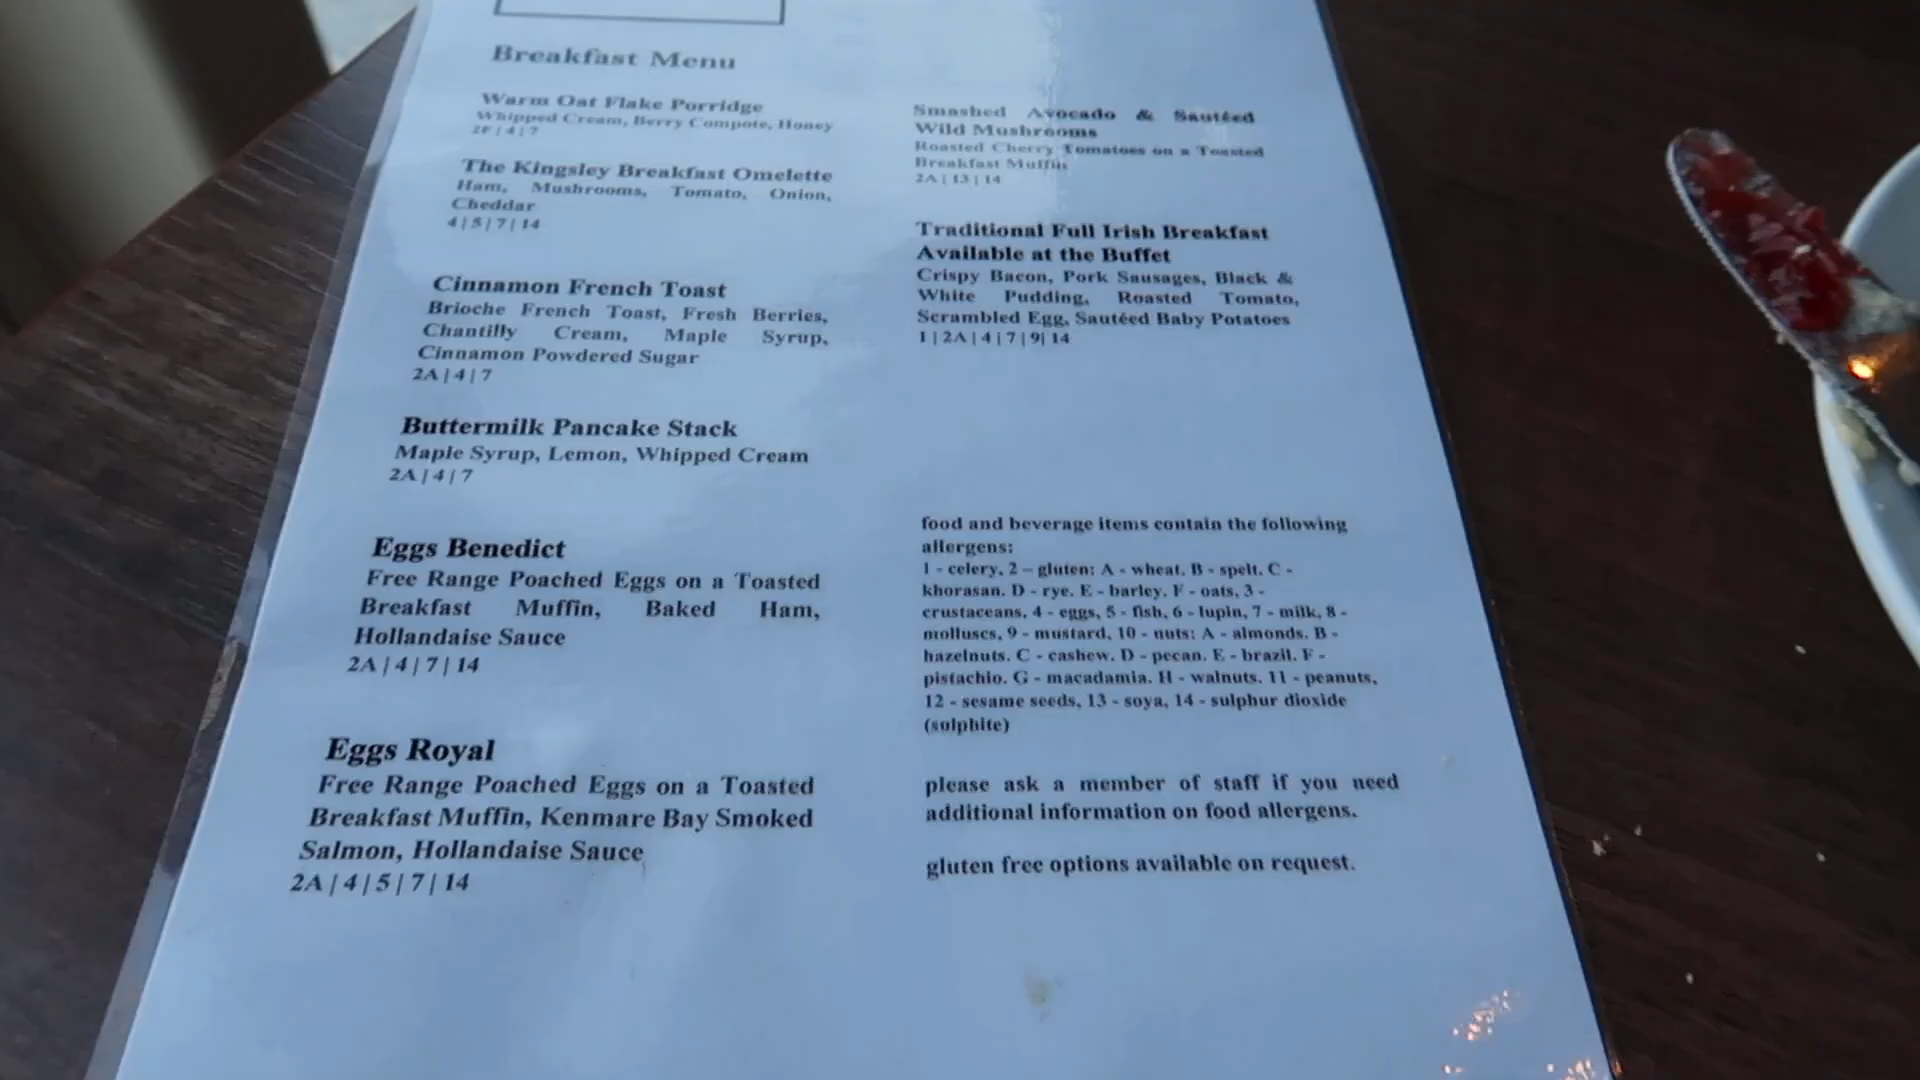 Breakfast Menu
Warm Oat Flake Porridge
Whipped Cream, Berry Compote, Honey
2F | 4 | 7
The Kingsley Breakfast Omelette
Ham, Mushrooms, Tomato, Onion,
Cheddar
4 | 5 | 7 | 14
Cinnamon French Toast
Brioche French Toast, Fresh Berries,
Chantilly Cream, Maple Syrup,
Cinnamon Powdered Sugar
2A | 4 | 7
Buttermilk Pancake Stack
Maple Syrup, Lemon, Whipped Cream
2A | 4 | 7
Eggs Benedict
Free Range Poached Eggs on a Toasted
Breakfast Muffin, Baked Ham,
Hollandaise Sauce
2A | 4 | 7 | 14
Eggs Royal
Free Range Poached Eggs on a Toasted
Breakfast Muffin, Kenmare Bay Smoked
Salmon, Hollandaise Sauce
2A | 4 | 5 | 7 | 14
Smashed Avocado & Sautéed
Wild Mushrooms
Roasted Cherry Tomatoes on a Toasted
Breakfast Muffin
2A | 13 | 14
Traditional Full Irish Breakfast
Available at the Buffet
Crispy Bacon, Pork Sausages, Black &
White Pudding, Roasted Tomato,
Scrambled Egg, Sautéed Baby Potatoes
1 | 2A | 4 | 7 | 9| 14
food and beverage items contain the following
allergens:
1 - celery, 2 – gluten: A - wheat. B - spelt. C -
khorasan. D - rye. E - barley. F - oats, 3 -
crustaceans, 4 - eggs, 5 - fish, 6 - lupin, 7 - milk, 8 -
molluscs, 9 - mustard, 10 - nuts: A - almonds. B -
hazelnuts. C - cashew. D - pecan. E - brazil. F -
pistachio. G - macadamia. H - walnuts. 11 - peanuts,
12 - sesame seeds, 13 - soya, 14 - sulphur dioxide
(sulphite)
please ask a member of staff if you need
additional information on food allergens.
gluten free options available on request.